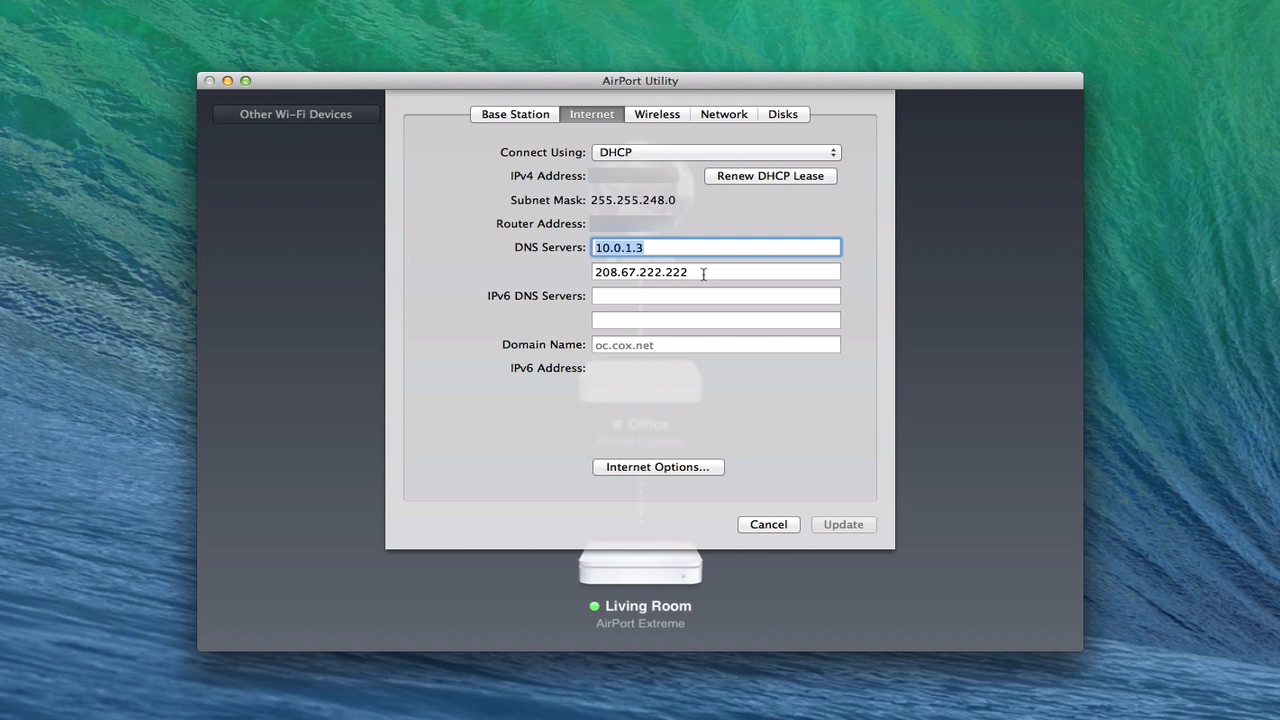 AirPort Utility
Other Wi-Fi Devices
Base Station Internet Wireless Network Disks
Connect Using: DHCP
IPv4 Address: Renew DHCP Lease
Subnet Mask: 255.255.248.0
Router Address:
DNS Servers: 10.0.1.3
208.67.222.222
IPv6 DNS Servers:
Domain Name: oc.cox.net
IPv6 Address:
Office
Internet Options...
Cancel Update
Living Room
AirPort Extreme